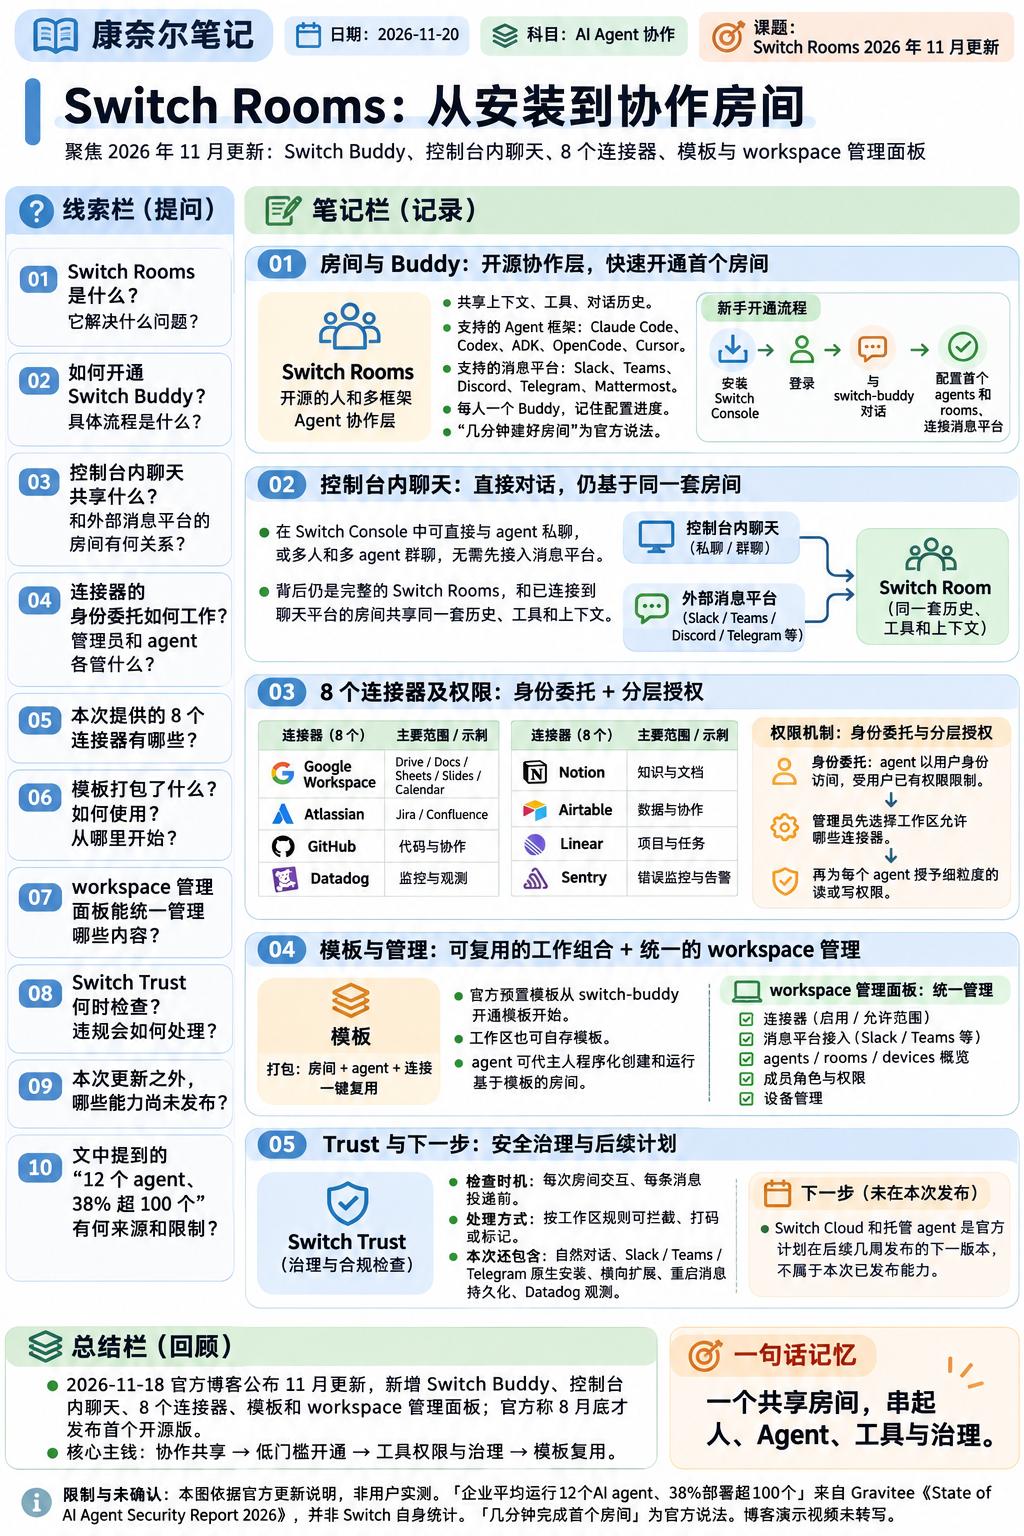 康奈尔笔记
日期：2026-11-20
科目：AI Agent 协作
课题：
Switch Rooms 2026 年 11 月更新
Switch Rooms：从安装到协作房间
聚焦 2026 年 11 月更新：Switch Buddy、控制台内聊天、8 个连接器、模板与 workspace 管理面板
线索栏（提问）
01
Switch Rooms
是什么？
它解决什么问题？
02
如何开通
Switch Buddy？
具体流程是什么？
03
控制台内聊天
共享什么？
和外部消息平台的
房间有何关系？
04
连接器的
身份委托如何工作？
管理员和 agent
各管什么？
05
本次提供的 8 个
连接器有哪些？
06
模板打包了什么？
如何使用？
从哪里开始？
07
workspace 管理
面板能统一管理
哪些内容？
08
Switch Trust
何时检查？
违规会如何处理？
09
本次更新之外，
哪些能力尚未发布？
10
文中提到的
“12 个 agent、
38% 超 100 个”
有何来源和限制？
笔记栏（记录）
01 房间与 Buddy：开源协作层，快速开通首个房间
Switch Rooms
开源的人和多框架
Agent 协作层
共享上下文、工具、对话历史。
支持的 Agent 框架：Claude Code、
Codex、ADK、OpenCode、Cursor。
支持的消息平台：Slack、Teams、
Discord、Telegram、Mattermost。
每人一个 Buddy，记住配置进度。
“几分钟建好房间”为官方说法。
新手开通流程
安装
Switch
Console
登录
与
switch-buddy
对话
配置首个
agents 和
rooms、
连接消息平台
02 控制台内聊天：直接对话，仍基于同一套房间
在 Switch Console 中可直接与 agent 私聊，
或多人和多 agent 群聊，无需先接入消息平台。
背后仍是完整的 Switch Rooms，和已连接到
聊天平台的房间共享同一套历史、工具和上下文。
控制台内聊天
（私聊 / 群聊）
外部消息平台
（Slack / Teams /
Discord / Telegram 等）
Switch Room
（同一套历史、
工具和上下文）
03 8 个连接器及权限：身份委托 + 分层授权
连接器（8 个） 主要范围 / 示利
Google
Workspace
Drive / Docs /
Sheets / Slides /
Calendar
Atlassian Jira / Confluence
GitHub 代码与协作
Datadog 监控与观测
连接器（8 个） 主要范围 / 示利
Notion 知识与文档
Airtable 数据与协作
Linear 项目与任务
Sentry 错误监控与告警
权限机制：身份委托与分层授权
身份委托：agent 以用户身份
访问，受用户已有权限限制。
管理员先选择工作区允许
哪些连接器。
再为每个 agent 授予细粒度的
读或写权限。
04 模板与管理：可复用的工作组合 + 统一的 workspace 管理
模板
打包：房间 + agent + 连接
一键复用
官方预置模板从 switch-buddy
开通模板开始。
工作区也可自存模板。
agent 可代主人程序化创建和运行
基于模板的房间。
workspace 管理面板：统一管理
连接器（启用 / 允许范围）
消息平台接入（Slack / Teams 等）
agents / rooms / devices 概览
成员角色与权限
设备管理
05 Trust 与下一步：安全治理与后续计划
Switch Trust
（治理与合规检查）
检查时机：每次房间交互、每条消息
投递前。
处理方式：按工作区规则可拦截、打码
或标记。
本次还包含：自然对话、Slack / Teams /
Telegram 原生安装、横向扩展、重启消息
持久化、Datadog 观测。
下一步（未在本次发布）
Switch Cloud 和托管 agent 是官方
计划在后续几周发布的下一版本，
不属于本次已发布能力。
总结栏（回顾）
2026-11-18 官方博客公布 11 月更新，新增 Switch Buddy、控制台
内聊天、8 个连接器、模板和 workspace 管理面板；官方称 8 月底才
发布首个开源版。
核心主钱：协作共享 → 低门槛开通 → 工具权限与治理 → 模板复用。
一句话记忆
一个共享房间，串起
人、Agent、工具与治理。
限制与未确认：本图依据官方更新说明，非用户实测。「企业平均运行12个AI agent、38%部署超100个」来自 Gravitee《State of
AI Agent Security Report 2026》，并非 Switch 自身统计。「几分钟完成首个房间」为官方说法。博客演示视频未转写。